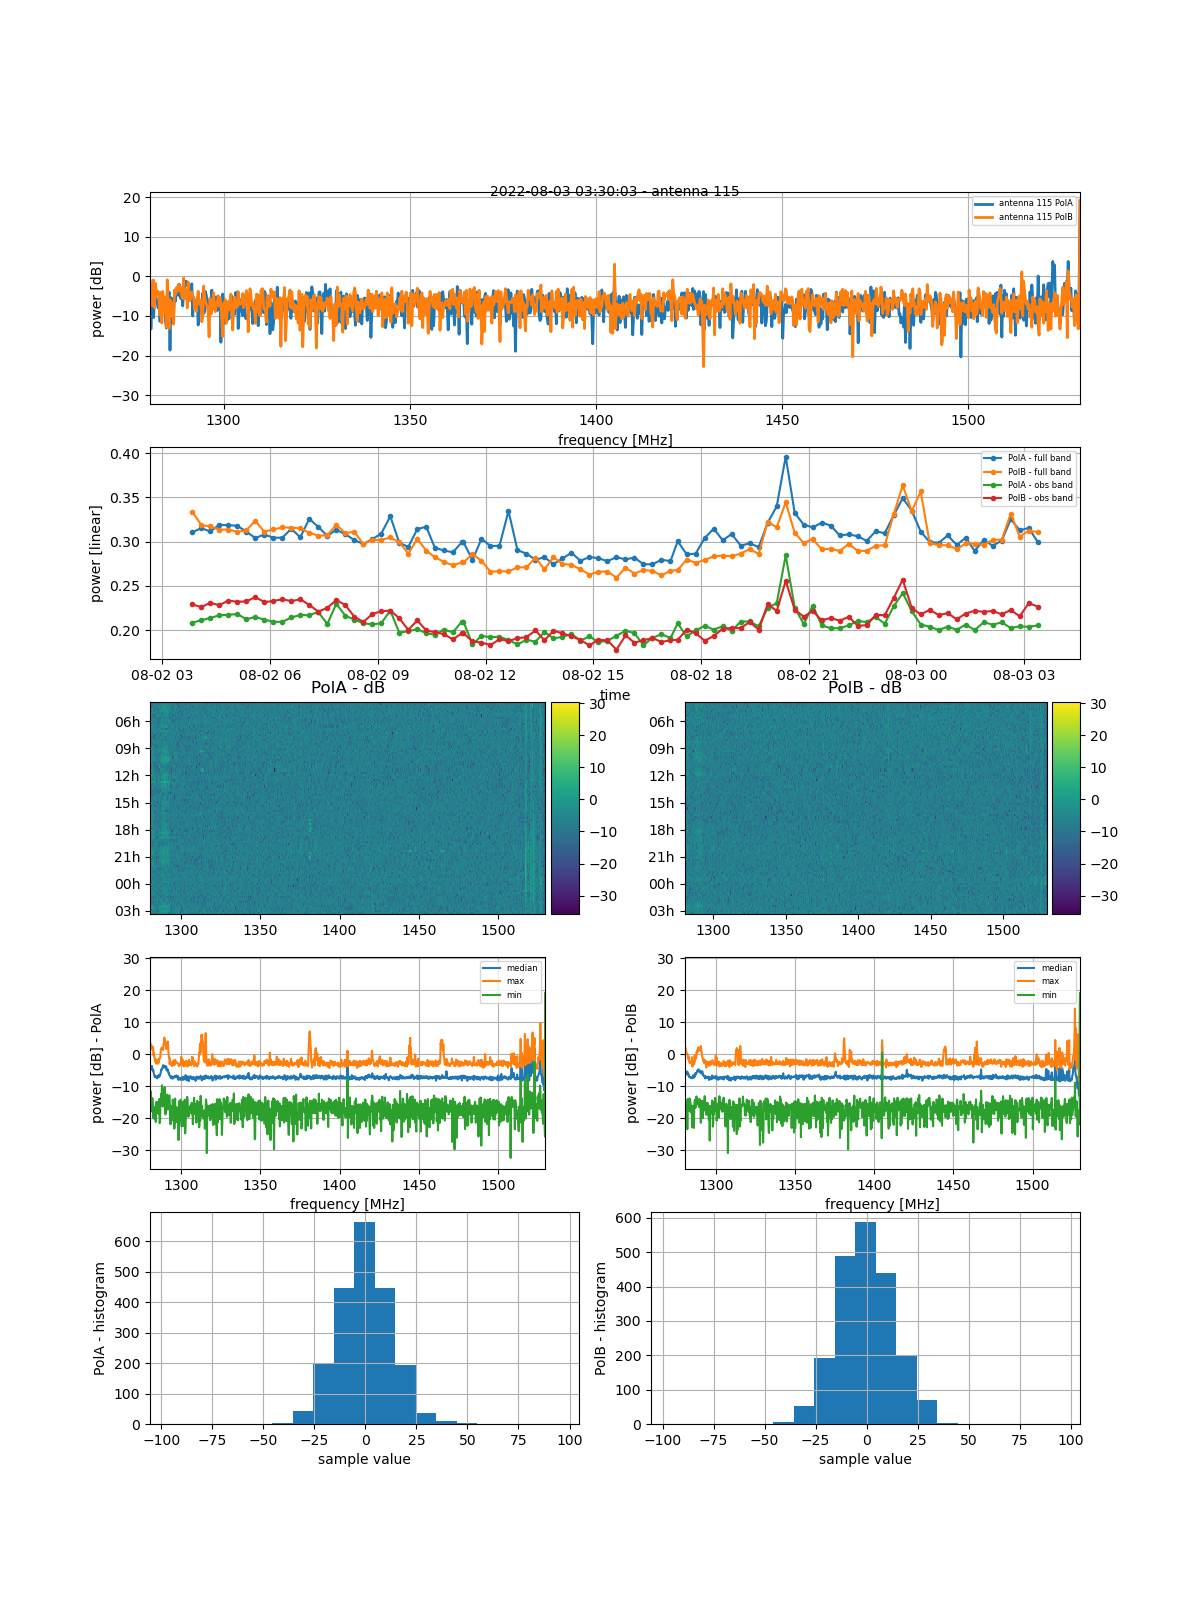 2022-08-03 03:30:03 - antenna 115
power [dB]
20
10
0
−10
−20
−30
antenna 115 PolA
antenna 115 PolB
1300 1350 1400 1450 1500
frequency [MHz]
power [linear]
0.40
0.35
0.30
0.25
0.20
PolA - full band
PolB - full band
PolA - obs band
PolB - obs band
08-02 03 08-02 06 08-02 09 08-02 12 08-02 15 08-02 18 08-02 21 08-03 00 08-03 03
time
PolA - dB
06h
09h
12h
15h
18h
21h
00h
03h
1300 1350 1400 1450 1500
30
20
10
0
−10
−20
−30
PolB - dB
06h
09h
12h
15h
18h
21h
00h
03h
1300 1350 1400 1450 1500
30
20
10
0
−10
−20
−30
power [dB] - PolA
30
20
10
0
−10
−20
−30
median
max
min
1300 1350 1400 1450 1500
frequency [MHz]
power [dB] - PolB
30
20
10
0
−10
−20
−30
median
max
min
1300 1350 1400 1450 1500
frequency [MHz]
PolA - histogram
600
500
400
300
200
100
0
−100 −75 −50 −25 0 25 50 75 100
sample value
PolB - histogram
600
500
400
300
200
100
0
−100 −75 −50 −25 0 25 50 75 100
sample value